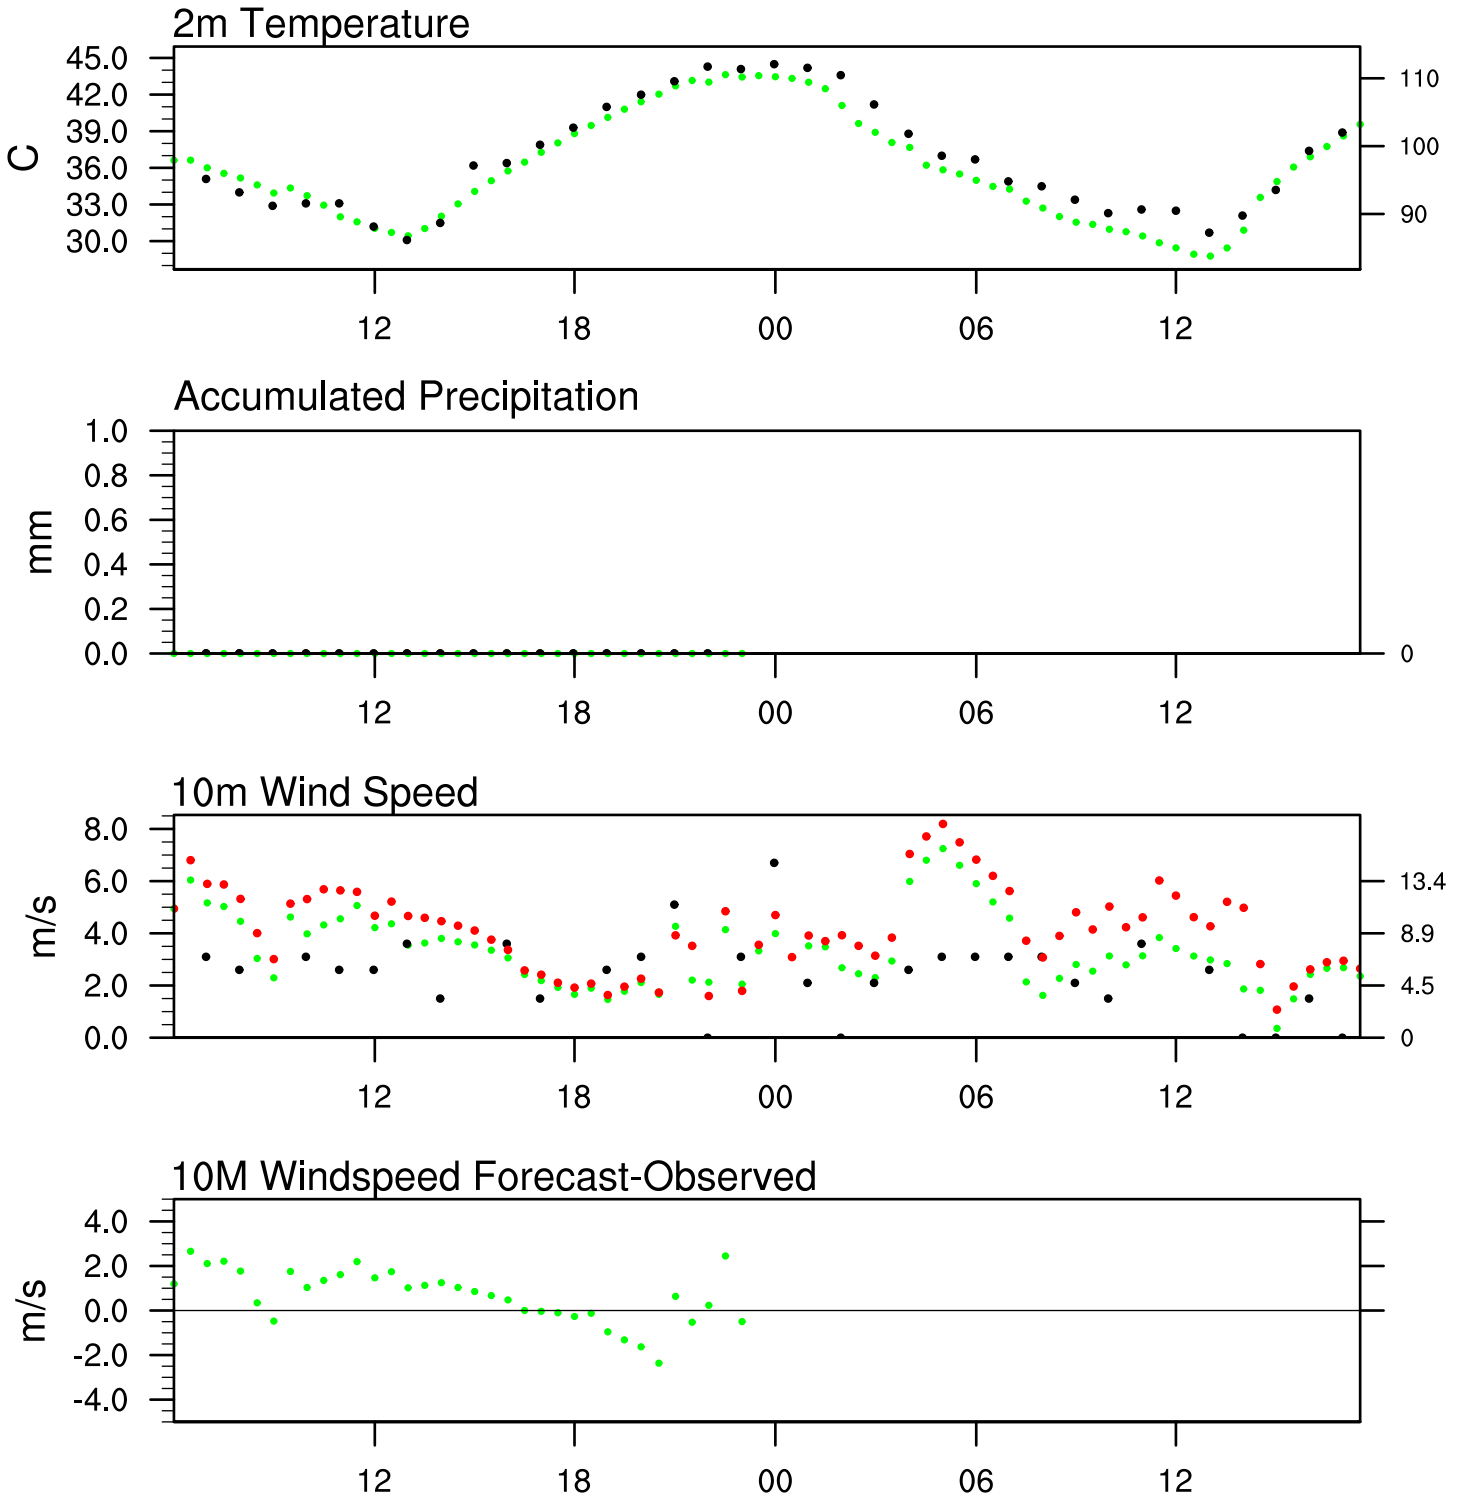 2m Temperature
45.0
42.0
39.0
36.0
33.0
30.0
C
110
100
90
12 18 00 06 12
Accumulated Precipitation
1.0
0.8
0.6
0.4
0.2
0.0
mm
0
12 18 00 06 12
10m Wind Speed
8.0
6.0
4.0
2.0
0.0
m/s
13.4
8.9
4.5
0
12 18 00 06 12
10M Windspeed Forecast-Observed
4.0
2.0
0.0
-2.0
-4.0
m/s
12 18 00 06 12